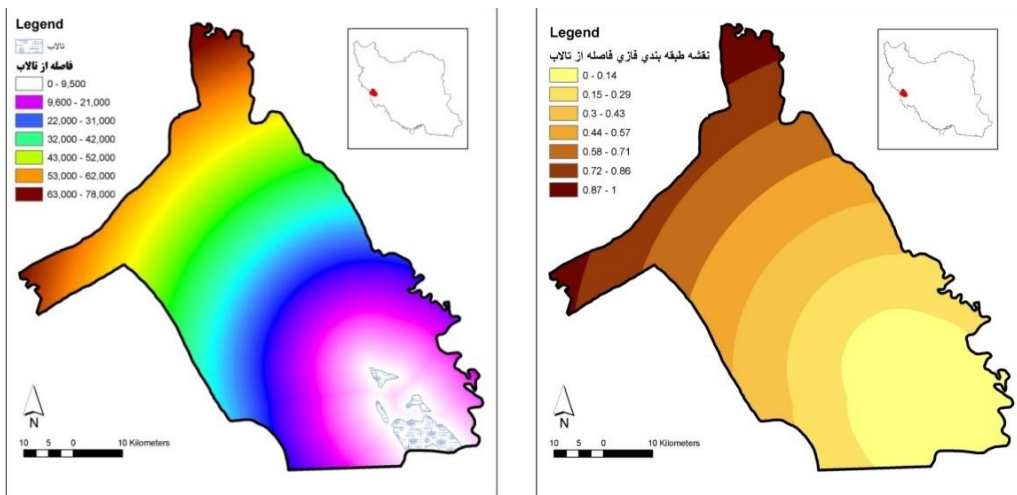 Legend
تالاب
فاصله از تالاب
0 - 9,500
9,600 - 21,000
22,000 - 31,000
32,000 - 42,000
43,000 - 52,000
53,000 - 62,000
63,000 - 78,000
N
10 5 0 10 Kilometers
Legend
نقشه طبقه بندي فازي فاصله از تالاب
0 - 0.14
0.15 - 0.29
0.3 - 0.43
0.44 - 0.57
0.58 - 0.71
0.72 - 0.86
0.87 - 1
N
10 5 0 10 Kilometers